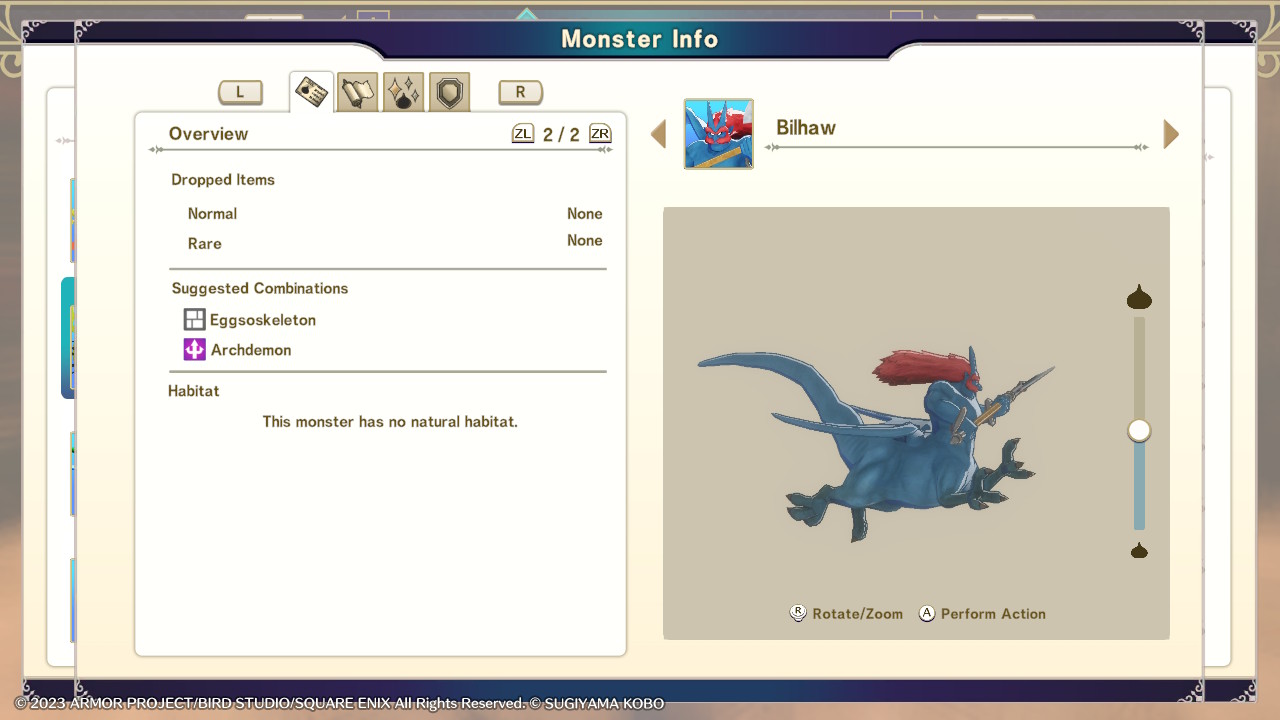 Monster Info
L
R
Overview
ZL 2 / 2 ZR
Dropped Items
Normal None
Rare None
Suggested Combinations
Eggsoskeleton
Archdemon
Habitat
This monster has no natural habitat.
Bilhaw
R Rotate/Zoom A Perform Action
© 2023 ARMOR PROJECT/BIRD STUDIO/SQUARE ENIX All Rights Reserved. © SUGIYAMA KOBO